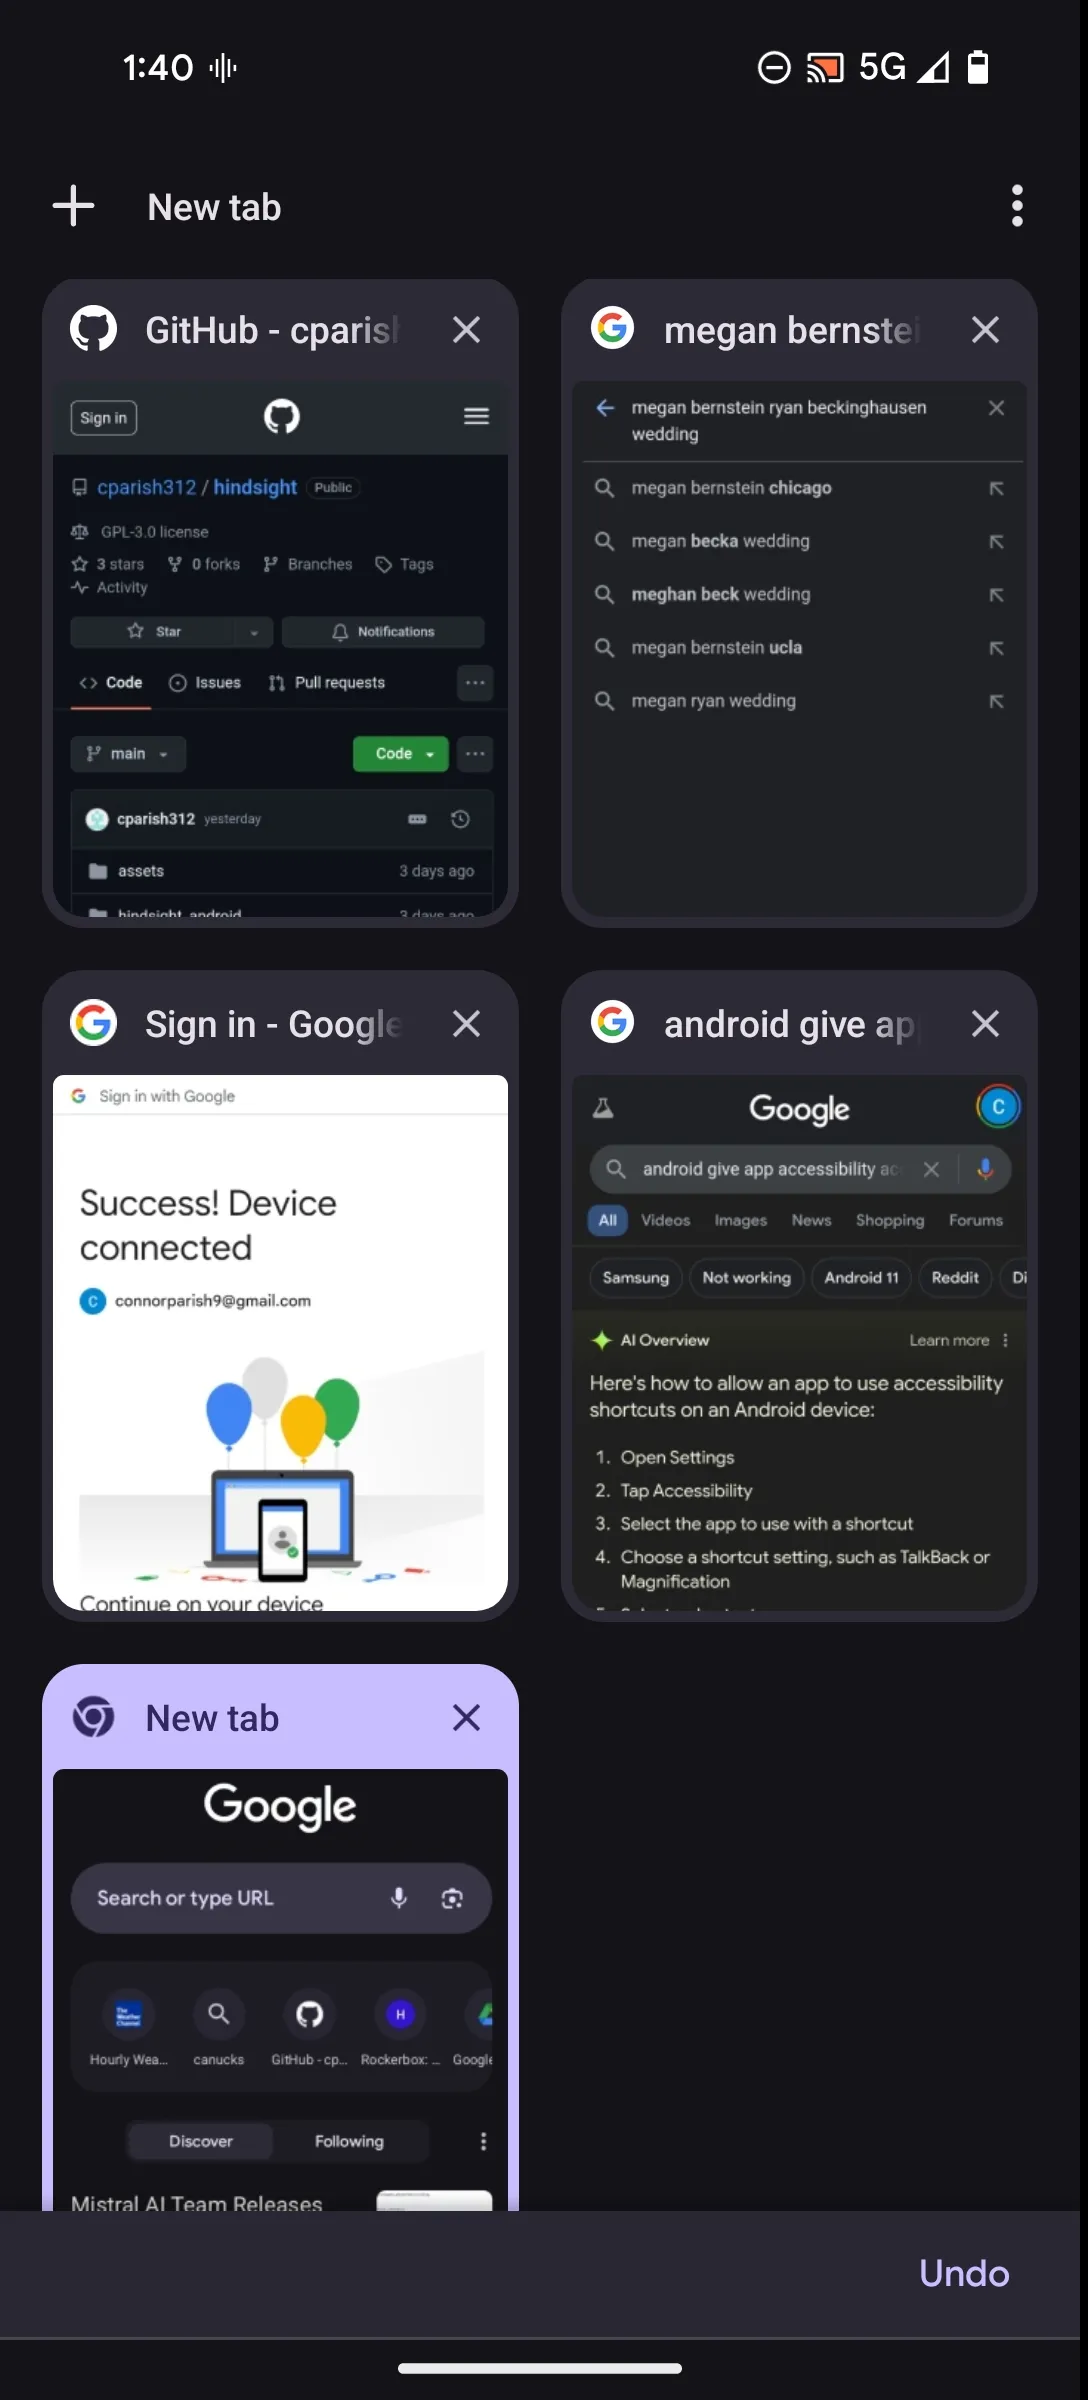 1:40
5G
New tab
GitHub - cparish
Sign in
cparish312 / hindsight Public
GPL-3.0 license
3 stars 0 forks Branches Tags
Activity
Star Notifications
Code Issues Pull requests
main Code
cparish312 yesterday
assets 3 days ago
hindsight_android 3 days ago
megan bernstei
megan bernstein ryan beckinghausen
wedding
megan bernstein chicago
megan becka wedding
meghan beck wedding
megan bernstein ucla
megan ryan wedding
Sign in - Google
Sign in with Google
Success! Device
connected
C connorparish9@gmail.com
Continue on your device
android give ap
Google C
android give app accessibility ac
All Videos Images News Shopping Forums
Samsung Not working Android 11 Reddit Di
AI Overview Learn more
Here's how to allow an app to use accessibility
shortcuts on an Android device:
1. Open Settings
2. Tap Accessibility
3. Select the app to use with a shortcut
4. Choose a shortcut setting, such as TalkBack or
Magnification
New tab
Google
Search or type URL
The Weather Channel H
Hourly Wea... canucks GitHub - cp... Rockerbox: ... Google
Discover Following
Mistral AI Team Releases
Undo